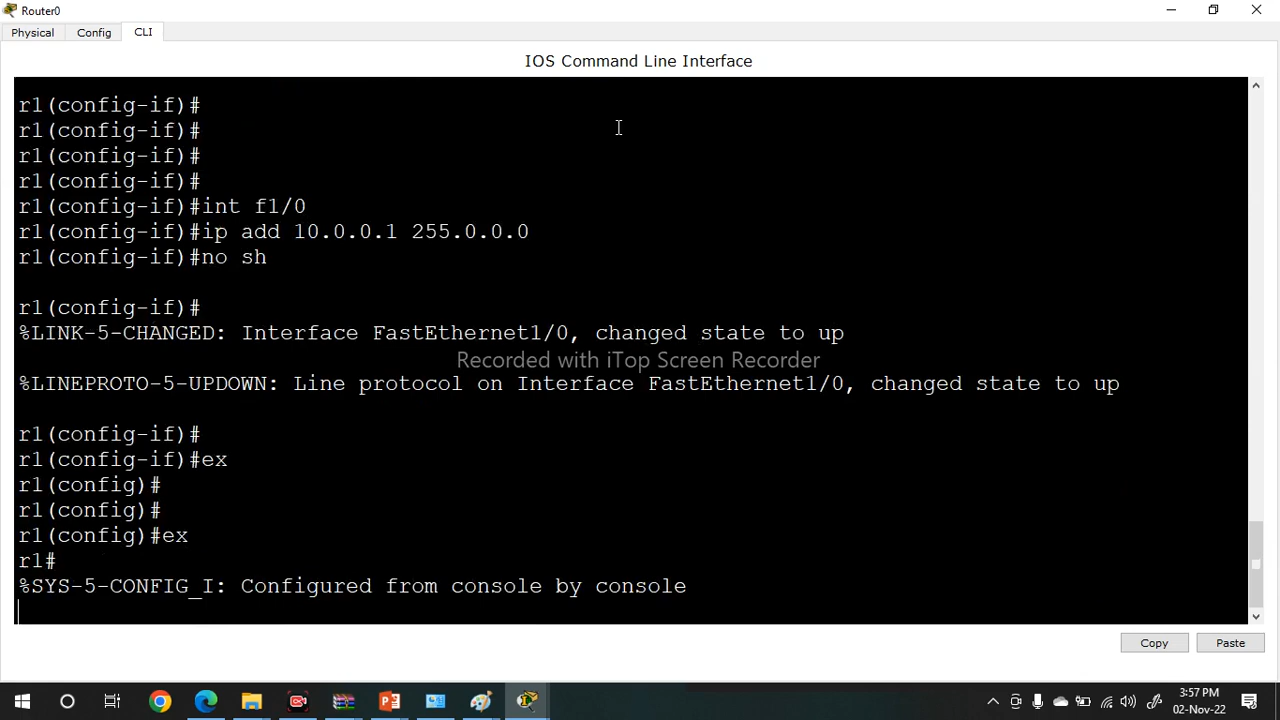 Router0
Physical Config CLI
IOS Command Line Interface
r1(config-if)#
r1(config-if)#
r1(config-if)#
r1(config-if)#
r1(config-if)#int f1/0
r1(config-if)#ip add 10.0.0.1 255.0.0.0
r1(config-if)#no sh
r1(config-if)#
%LINK-5-CHANGED: Interface FastEthernet1/0, changed state to up
Recorded with iTop Screen Recorder
%LINEPROTO-5-UPDOWN: Line protocol on Interface FastEthernet1/0, changed state to up
r1(config-if)#
r1(config-if)#ex
r1(config)#
r1(config)#
r1(config)#ex
r1#
%SYS-5-CONFIG_I: Configured from console by console
Copy Paste
3:57 PM
02-Nov-22